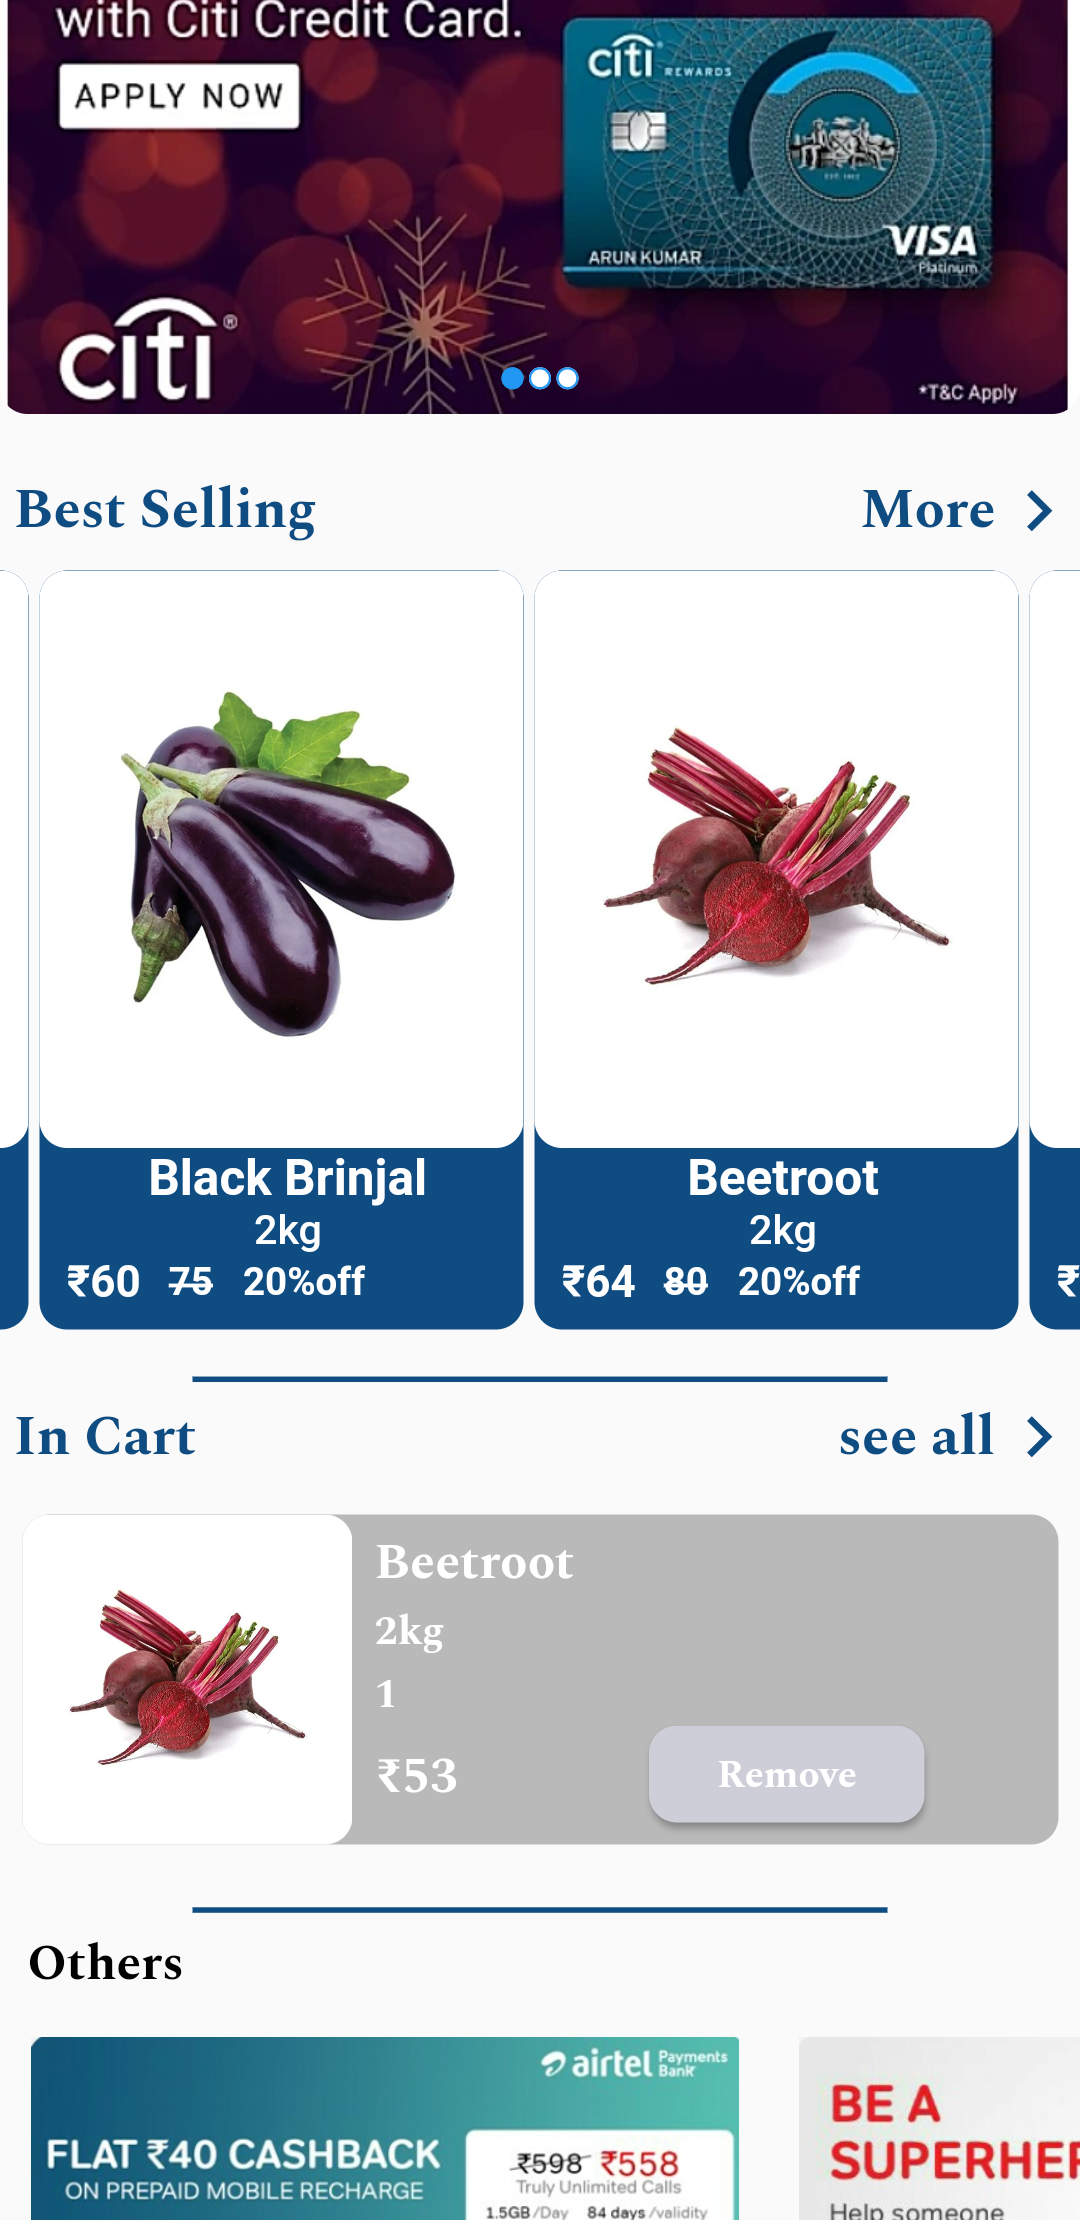 with Citi Credit Card.
APPLY NOW
citi REWARDS
EST. 1812
ARUN KUMAR
VISA
Platinum
citi®
*T&C Apply
Best Selling
More
Black Brinjal
2kg
₹60 75 20%off
Beetroot
2kg
₹64 80 20%off
₹
In Cart
see all
Beetroot
2kg
1
₹53
Remove
Others
airtel Payments Bank
FLAT ₹40 CASHBACK
ON PREPAID MOBILE RECHARGE
₹598 ₹558
Truly Unlimited Calls
1.5GB/Day 84 days/validity
BE A
SUPERHER
Help someone